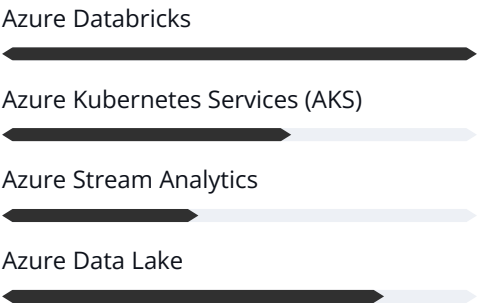 Azure Databricks
Azure Kubernetes Services (AKS)
Azure Stream Analytics
Azure Data Lake